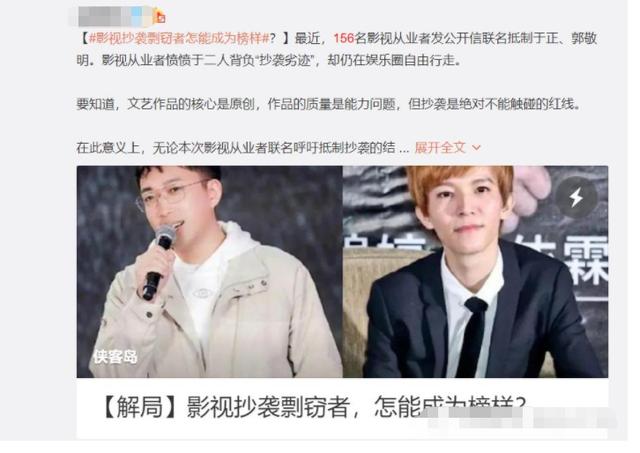 【#影视抄袭剽窃者怎能成为榜样#？】最近，156名影视从业者发公开信联名抵制于正、郭敬
明。影视从业者愤愤于二人背负“抄袭劣迹”，却仍在娱乐圈自由行走。
要知道，文艺作品的核心是原创，作品的质量是能力问题，但抄袭是绝对不能触碰的红线。
在此意义上，无论本次影视从业者联名呼吁抵制抄袭的结 ... 展开全文
霖
侠客岛
【解局】影视抄袭剽窃者，怎能成为榜样？